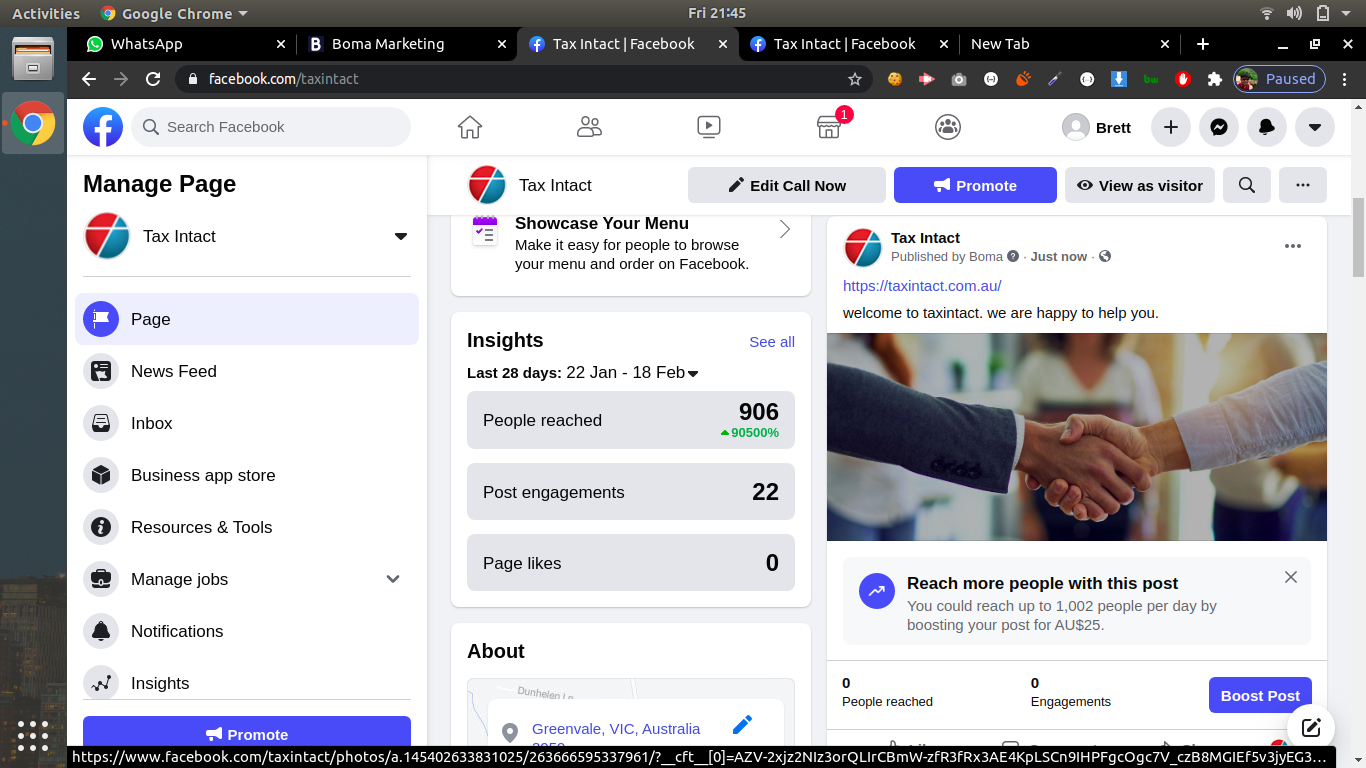 Activities
Google Chrome
Fri 21:45
WhatsApp
Boma Marketing
Tax Intact | Facebook
Tax Intact | Facebook
New Tab
facebook.com/taxintact
Paused
Search Facebook
1
Brett
Manage Page
Tax Intact
Page
News Feed
Inbox
Business app store
Resources & Tools
Manage jobs
Notifications
Insights
Promote
Tax Intact
Edit Call Now
Promote
View as visitor
Showcase Your Menu
Make it easy for people to browse
your menu and order on Facebook.
Insights
See all
Last 28 days: 22 Jan - 18 Feb
People reached
906
90500%
Post engagements
22
Page likes
0
About
Dunhelen
Greenvale, VIC, Australia
Tax Intact
Published by Boma · Just now ·
https://taxintact.com.au/
welcome to taxintact. we are happy to help you.
Reach more people with this post
You could reach up to 1,002 people per day by
boosting your post for AU$25.
0
People reached
0
Engagements
Boost Post
https://www.facebook.com/taxintact/photos/a.145402633831025/263666595337961/?__cft__[0]=AZV-2xjz2NIz3orQLIrCBmW-zfR3fRx3AE4KpLSCn9IHPFgcOgc7V_czB8MGIEf5v3jyEG3…